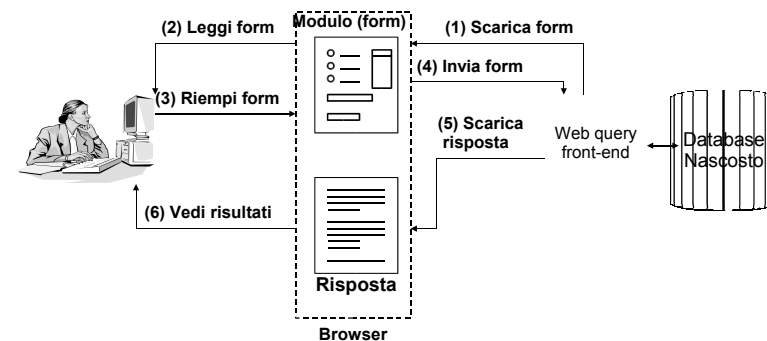 (2) Leggi form
Modulo (form)
(1) Scarica form
(4) Invia form
(3) Riempi form
(5) Scarica
risposta
Web query
front-end
Database
Nascosto
(6) Vedi risultati
Risposta
Browser